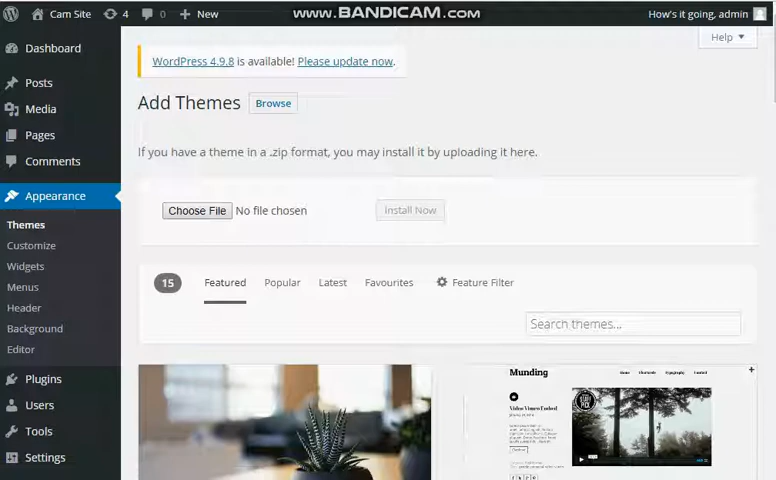 Cam Site
4
0
New
www.BANDICAM.com
How's it going, admin
Help
Dashboard
Posts
Media
Pages
Comments
Appearance
Themes
Customize
Widgets
Menus
Header
Background
Editor
Plugins
Users
Tools
Settings
WordPress 4.9.8 is available! Please update now.
Add Themes
Browse
If you have a theme in a .zip format, you may install it by uploading it here.
Choose File No file chosen
Install Now
15
Featured
Popular
Latest
Favourites
Feature Filter
Search themes...
Munding
Video Vimeo Embed